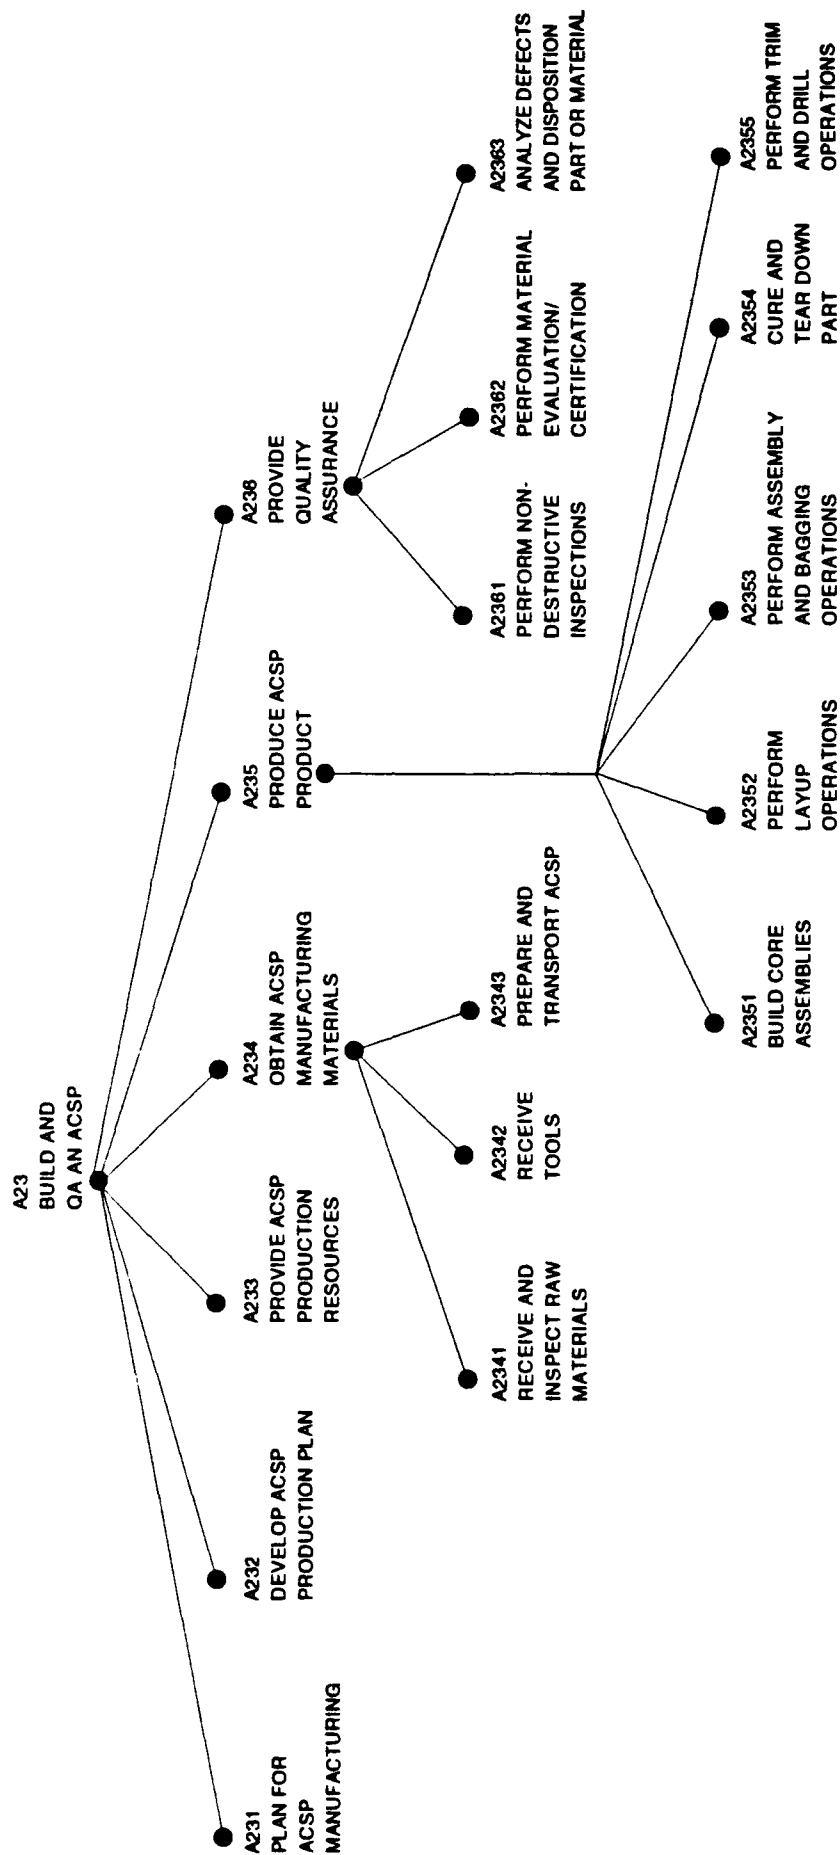 A23
BUILD AND
QA AN ACSP
A231
PLAN FOR
ACSP
MANUFACTURING
A232
DEVELOP ACSP
PRODUCTION PLAN
A233
PROVIDE ACSP
PRODUCTION
RESOURCES
A234
OBTAIN ACSP
MANUFACTURING
MATERIALS
A235
PRODUCE ACSP
PRODUCT
A236
PROVIDE
QUALITY
ASSURANCE
A2341
RECEIVE AND
INSPECT RAW
MATERIALS
A2342
RECEIVE
TOOLS
A2343
PREPARE AND
TRANSPORT ACSP
A2361
PERFORM NON-
DESTRUCTIVE
INSPECTIONS
A2362
PERFORM MATERIAL
EVALUATION/
CERTIFICATION
A2363
ANALYZE DEFECTS
AND DISPOSITION
PART OR MATERIAL
A2351
BUILD CORE
ASSEMBLIES
A2352
PERFORM
LAYUP
OPERATIONS
A2353
PERFORM ASSEMBLY
AND BAGGING
OPERATIONS
A2354
CURE AND
TEAR DOWN
PART
A2355
PERFORM TRIM
AND DRILL
OPERATIONS